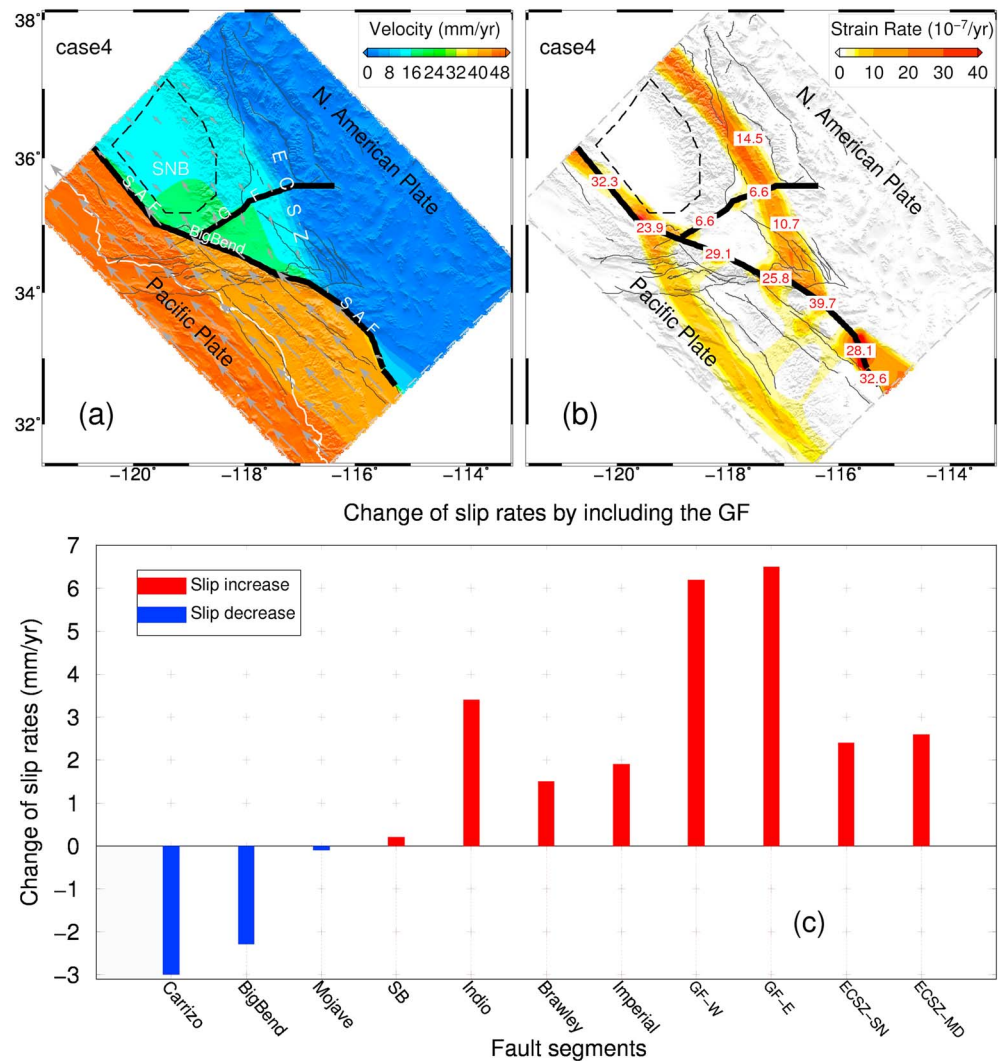 38°
36°
34°
32°
case4
Velocity (mm/yr)
0 8 16 24 32 40 48
N. American Plate
SNB
E C S Z
S A F
G F
BigBend
S A F
Pacific Plate
(a)
−120° −118° −116° −114°
case4
Strain Rate (10⁻⁷/yr)
0 10 20 30 40
N. American Plate
14.5
32.3
6.6
6.6
23.9
10.7
29.1
25.8
39.7
28.1
32.6
Pacific Plate
(b)
−120° −118° −116° −114°
Change of slip rates by including the GF
Change of slip rates (mm/yr)
7
6
5
4
3
2
1
0
−1
−2
−3
Slip increase
Slip decrease
(c)
Carrizo
BigBend
Mojave
SB
Indio
Brawley
Imperial
GF−W
GF−E
ECSZ−SN
ECSZ−MD
Fault segments